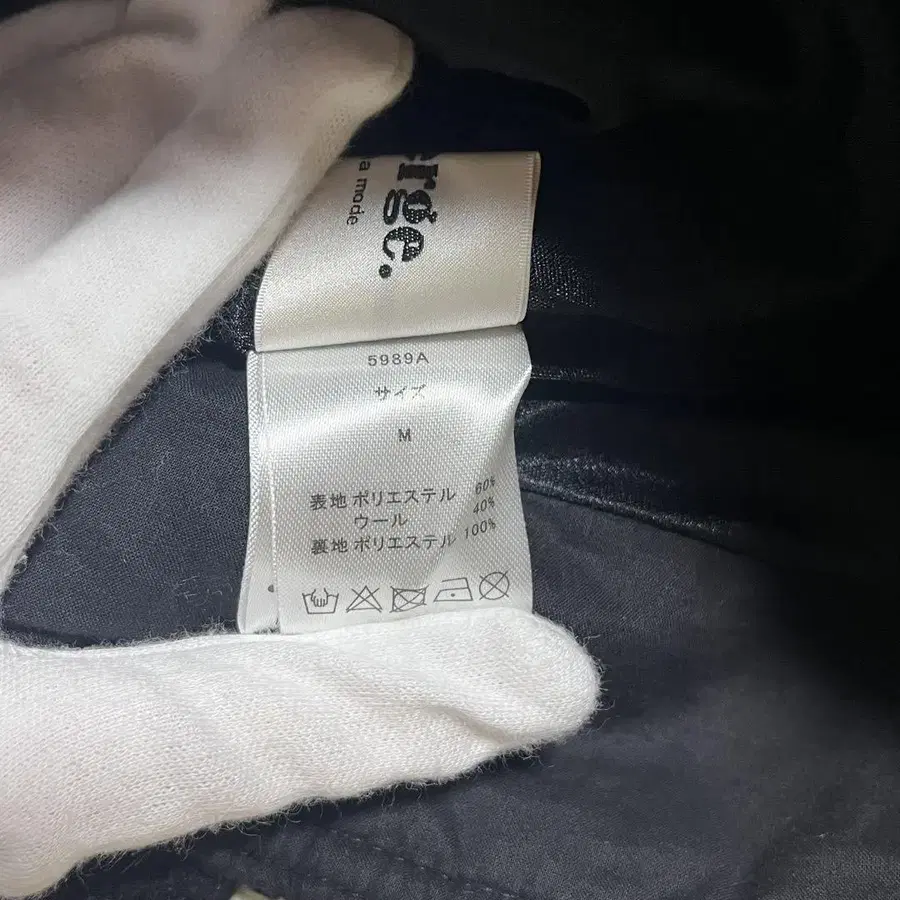 erge.
a mode
5989A
サイズ
M
表地 ポリエステル 60%
ウール 40%
裏地 ポリエステル 100%